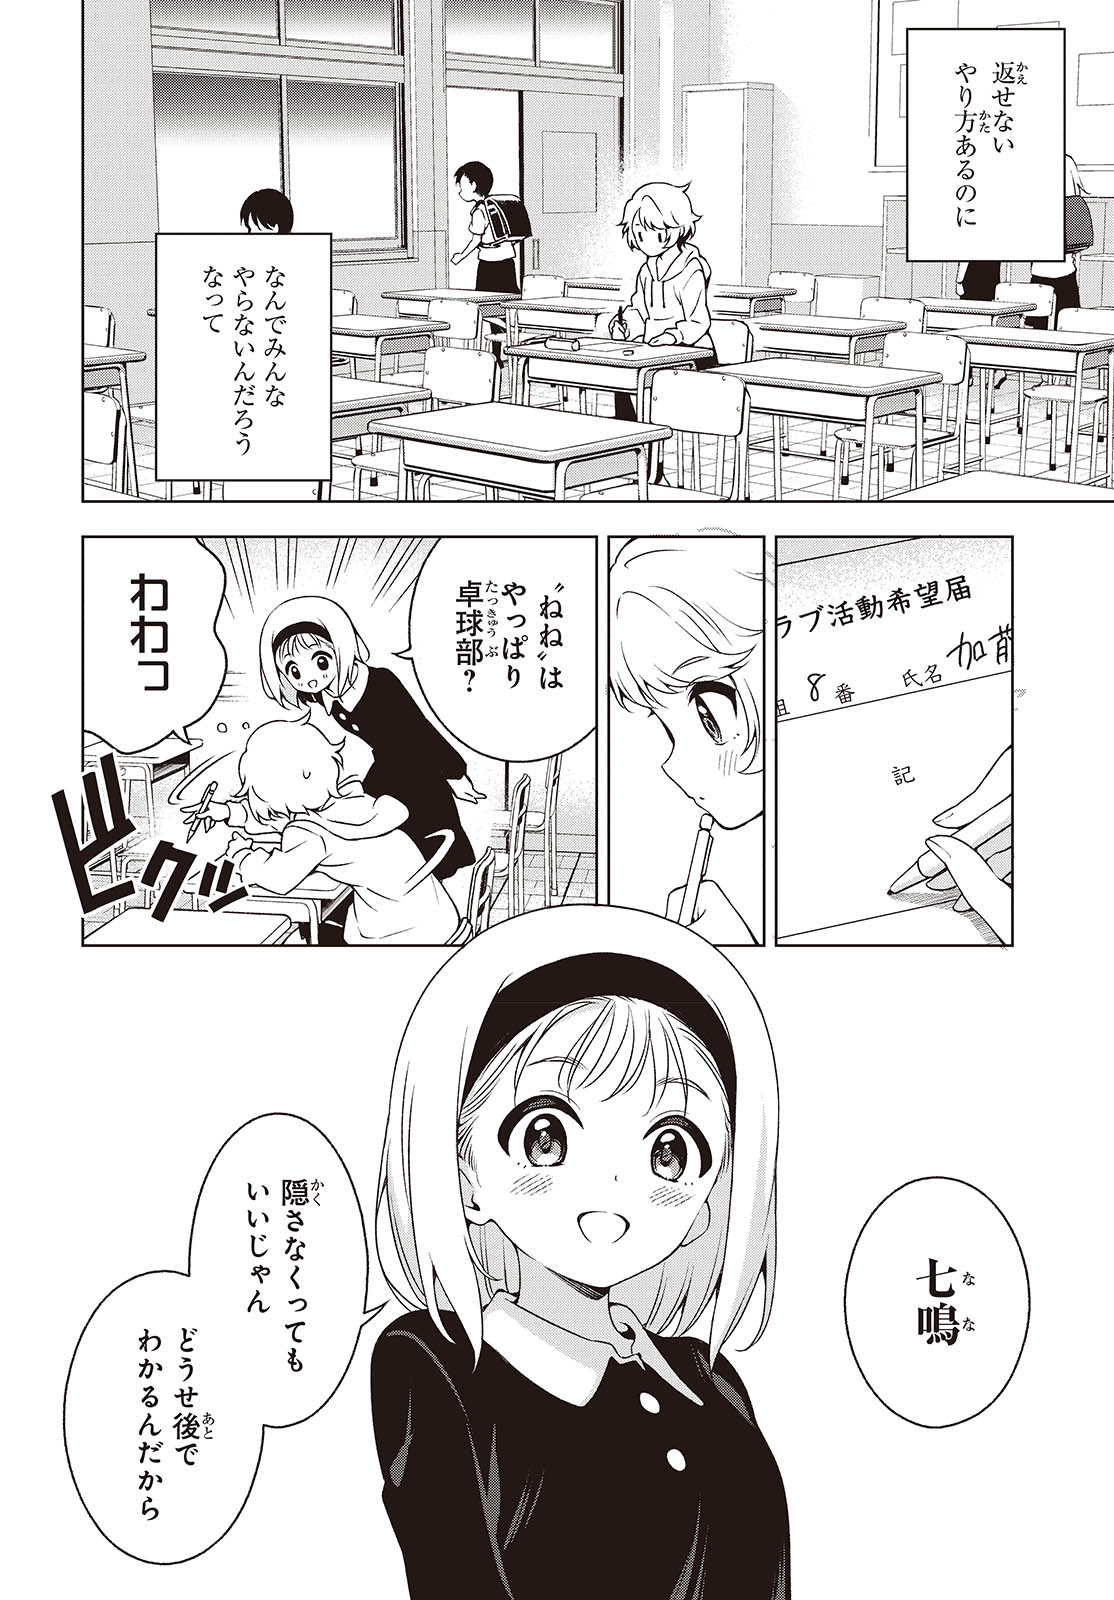 返せない
やり方あるのに
なんでみんな
やらないんだろう
なって
ラブ活動希望届
組 8番 氏名 加藤
記
〝ねね〟は
やっぱり
卓球部?
わわっ
ビクッ
七鳴
隠さなくっても
いいじゃん
どうせ後で
わかるんだから